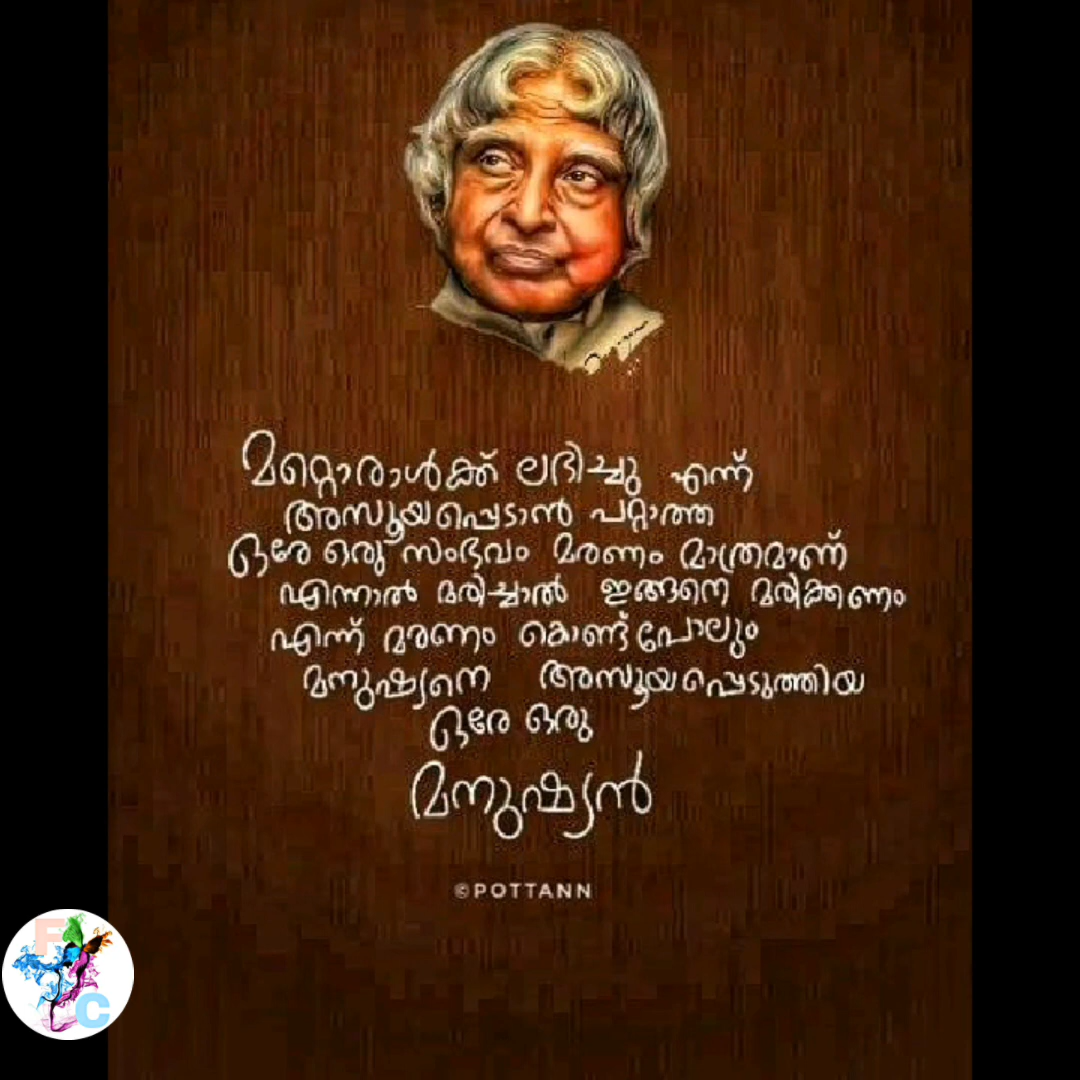 മറ്റൊരാൾക്ക് ലഭിച്ചു എന്ന്
അസൂയപ്പെടാൻ പറ്റാത്ത
ഒരേ ഒരു സംഭവം മരണം മാത്രമാണ്
എന്നാൽ മരിച്ചാൽ ഇങ്ങനെ മരിക്കണം
എന്ന് മരണം കൊണ്ട് പോലും
മനുഷ്യനെ അസൂയപ്പെടുത്തിയ
ഒരേ ഒരു
മനുഷ്യൻ
©POTTANN
F
C